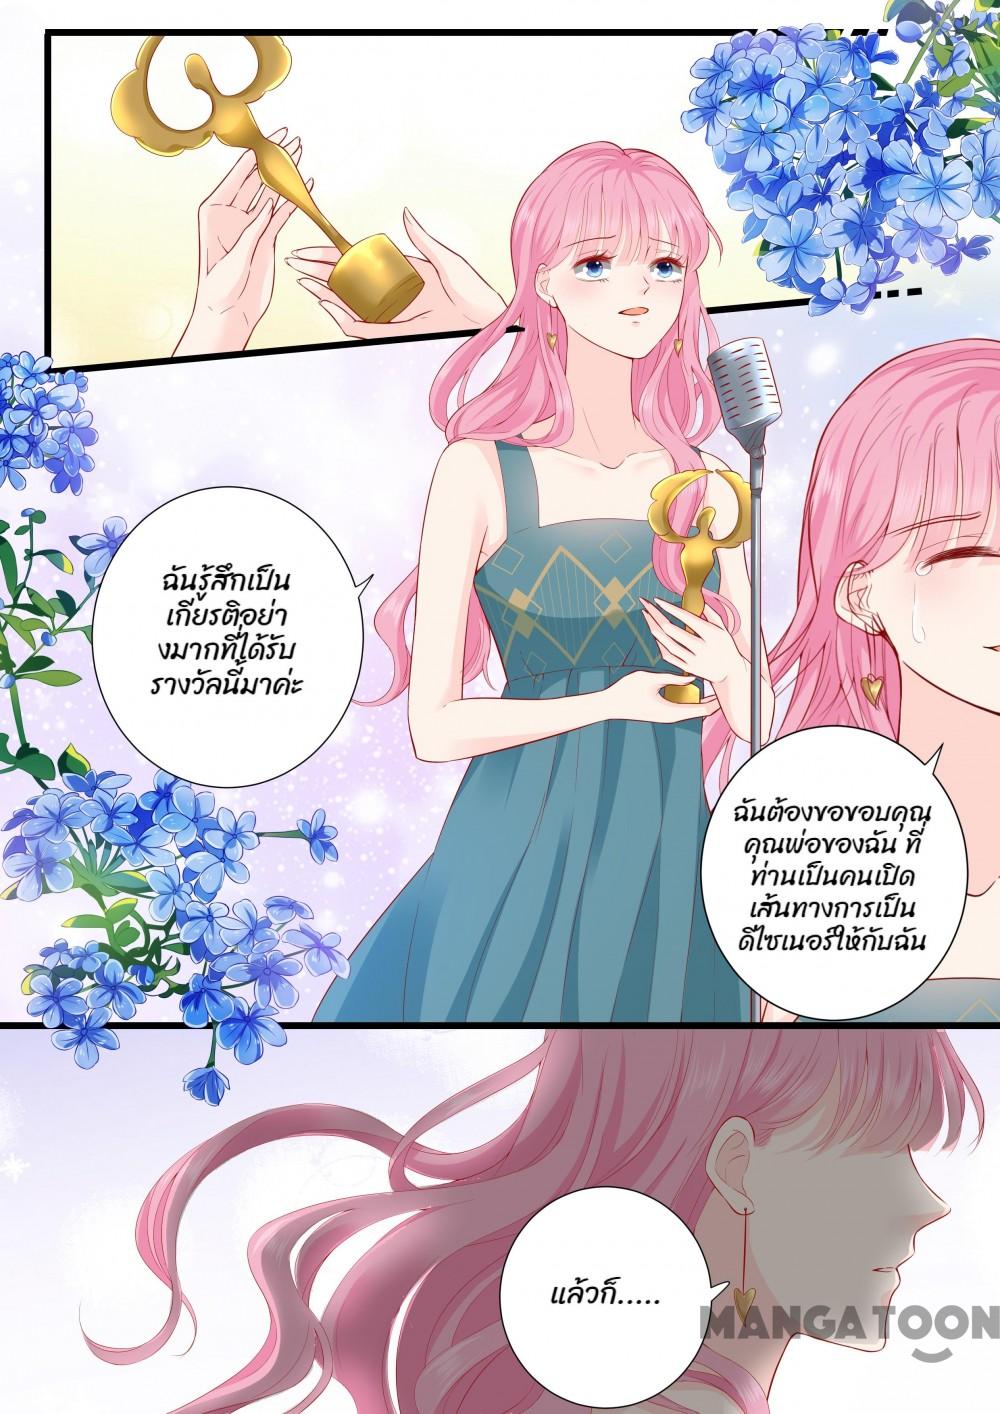 ฉันรู้สึกเป็น
เกียรติอย่า
งมากที่ได้รับ
รางวัลนี้มาค่ะ
ฉันต้องขอขอบคุณ
คุณพ่อของฉัน ที่
ท่านเป็นคนเปิด
เส้นทางการเป็น
ดีไซเนอร์ให้กับฉัน
แล้วก็.....
MANGATOON